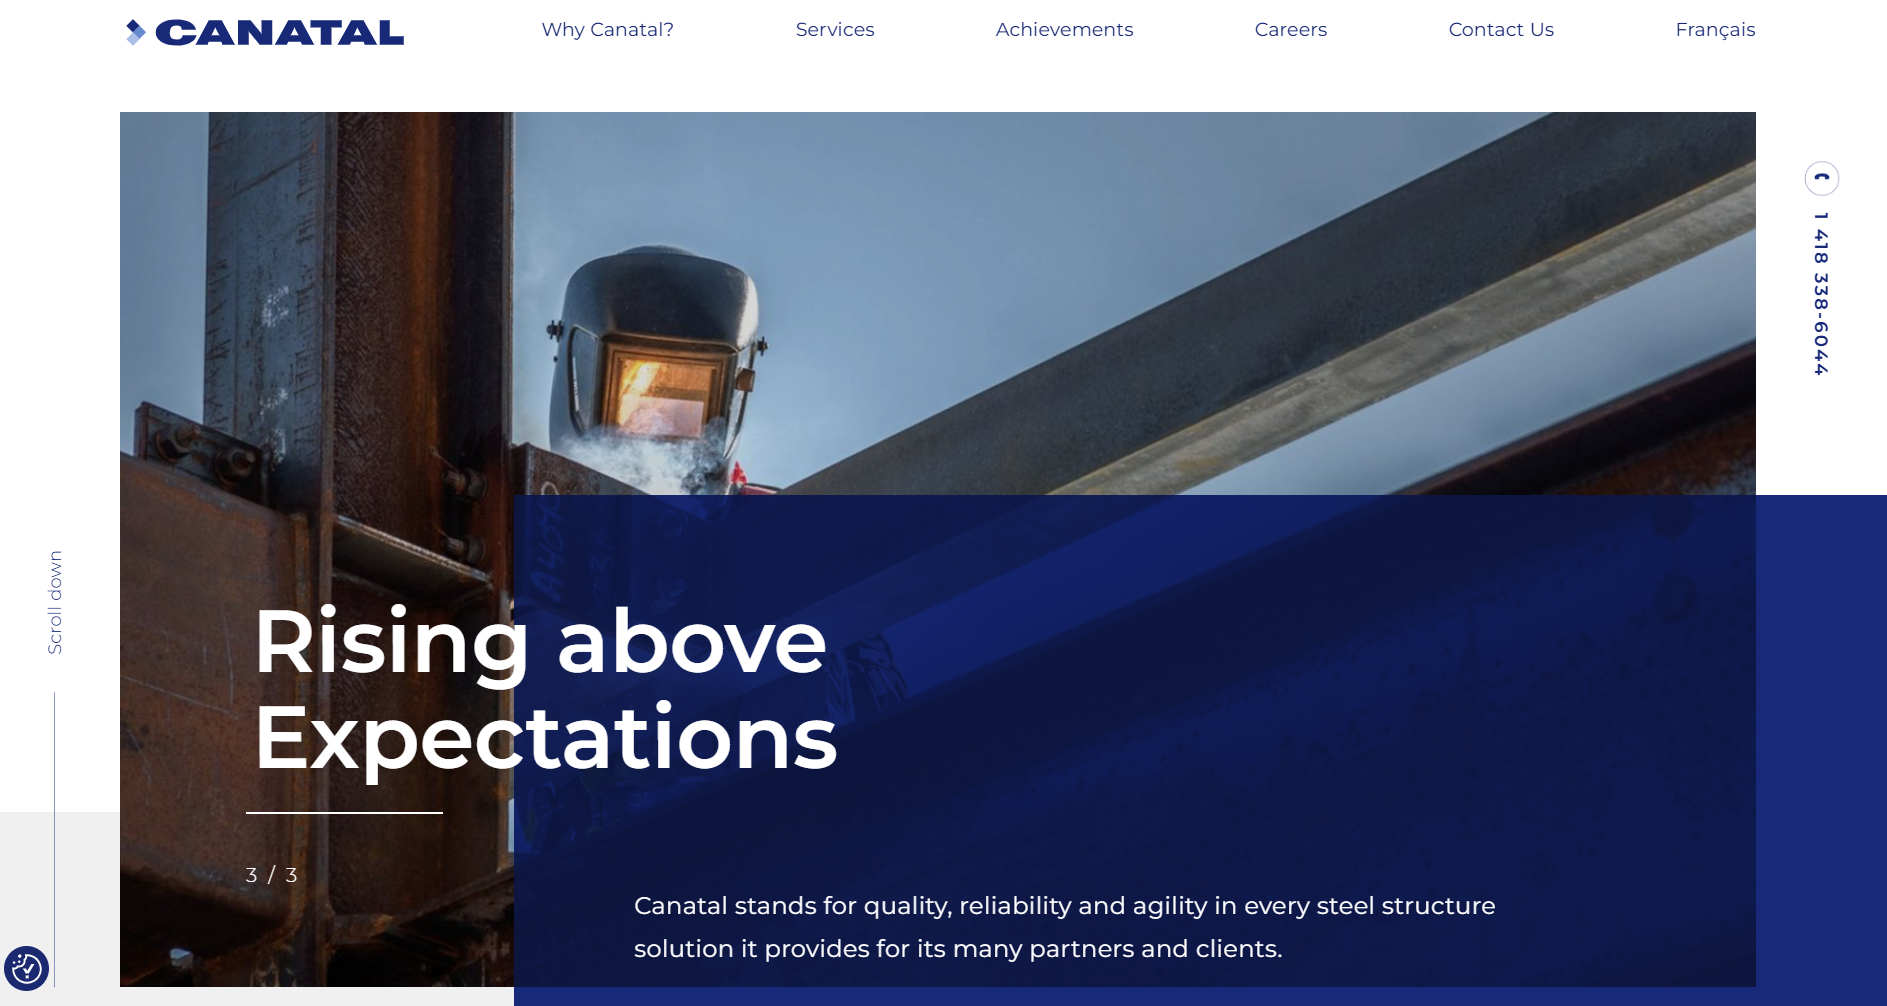 CANATAL
Why Canatal?
Services
Achievements
Careers
Contact Us
Français
1 418 338-6044
Scroll down
Rising above
Expectations
3 / 3
Canatal stands for quality, reliability and agility in every steel structure
solution it provides for its many partners and clients.